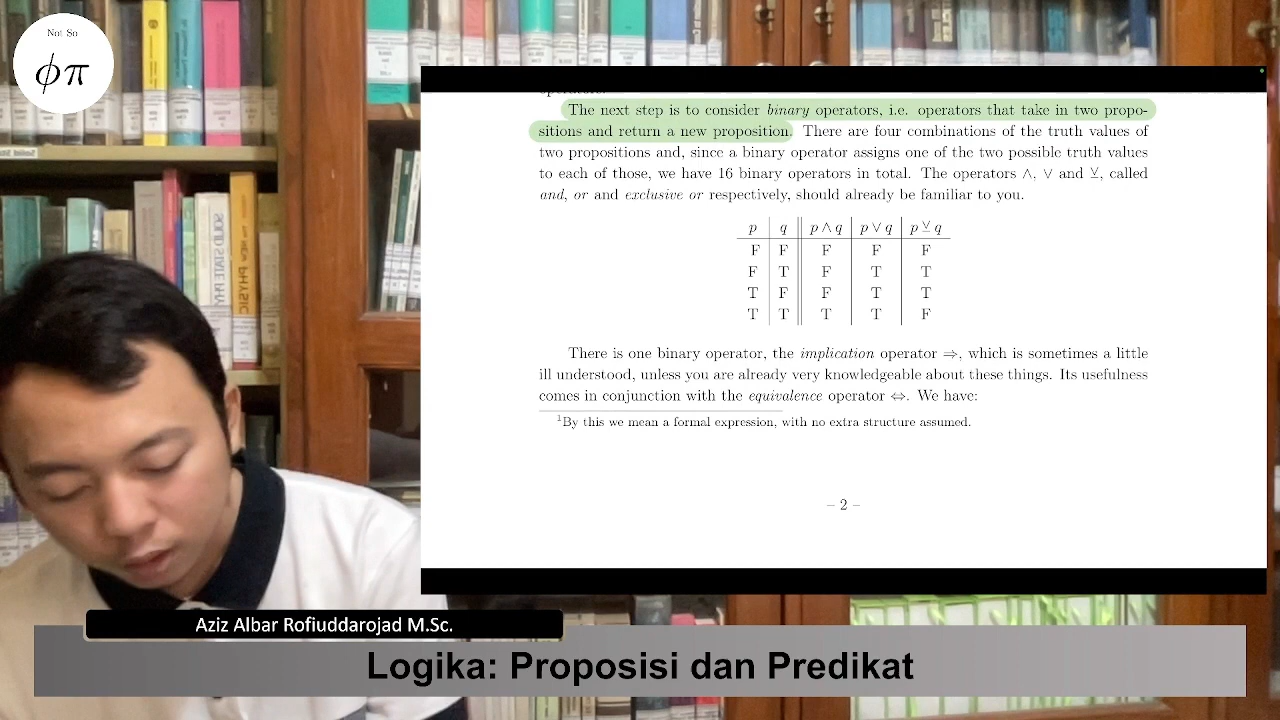 Not So
ϕπ
The next step is to consider binary operators, i.e. operators that take in two propo-
sitions and return a new proposition. There are four combinations of the truth values of
two propositions and, since a binary operator assigns one of the two possible truth values
to each of those, we have 16 binary operators in total. The operators ∧, ∨ and ⊻, called
and, or and exclusive or respectively, should already be familiar to you.
p q p ∧ q p ∨ q p ⊻ q
F F F F F
F T F T T
T F F T T
T T T T F
There is one binary operator, the implication operator ⇒, which is sometimes a little
ill understood, unless you are already very knowledgeable about these things. Its usefulness
comes in conjunction with the equivalence operator ⇔. We have:
¹By this we mean a formal expression, with no extra structure assumed.
– 2 –
Aziz Albar Rofiuddarojad M.Sc.
Logika: Proposisi dan Predikat